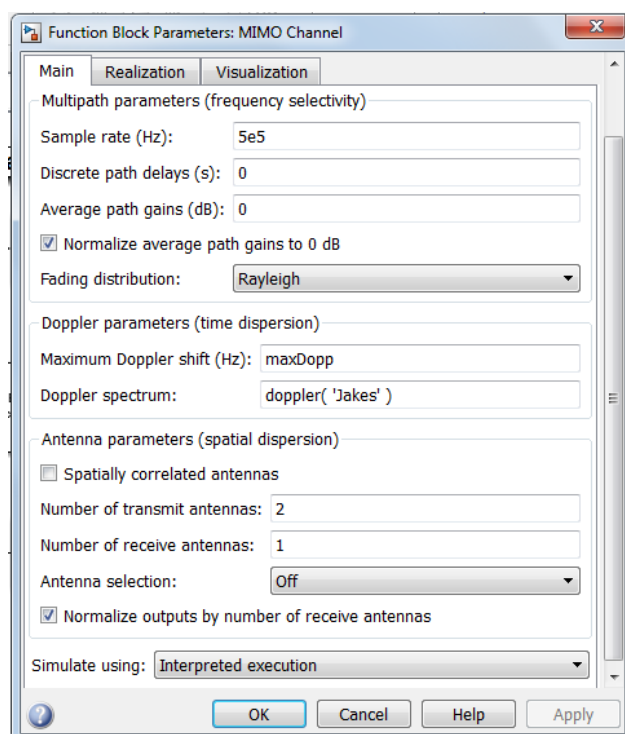 Function Block Parameters: MIMO Channel
Main Realization Visualization
Multipath parameters (frequency selectivity)
Sample rate (Hz): 5e5
Discrete path delays (s): 0
Average path gains (dB): 0
Normalize average path gains to 0 dB
Fading distribution: Rayleigh
Doppler parameters (time dispersion)
Maximum Doppler shift (Hz): maxDopp
Doppler spectrum: doppler( 'Jakes' )
Antenna parameters (spatial dispersion)
Spatially correlated antennas
Number of transmit antennas: 2
Number of receive antennas: 1
Antenna selection: Off
Normalize outputs by number of receive antennas
Simulate using: Interpreted execution
OK Cancel Help Apply